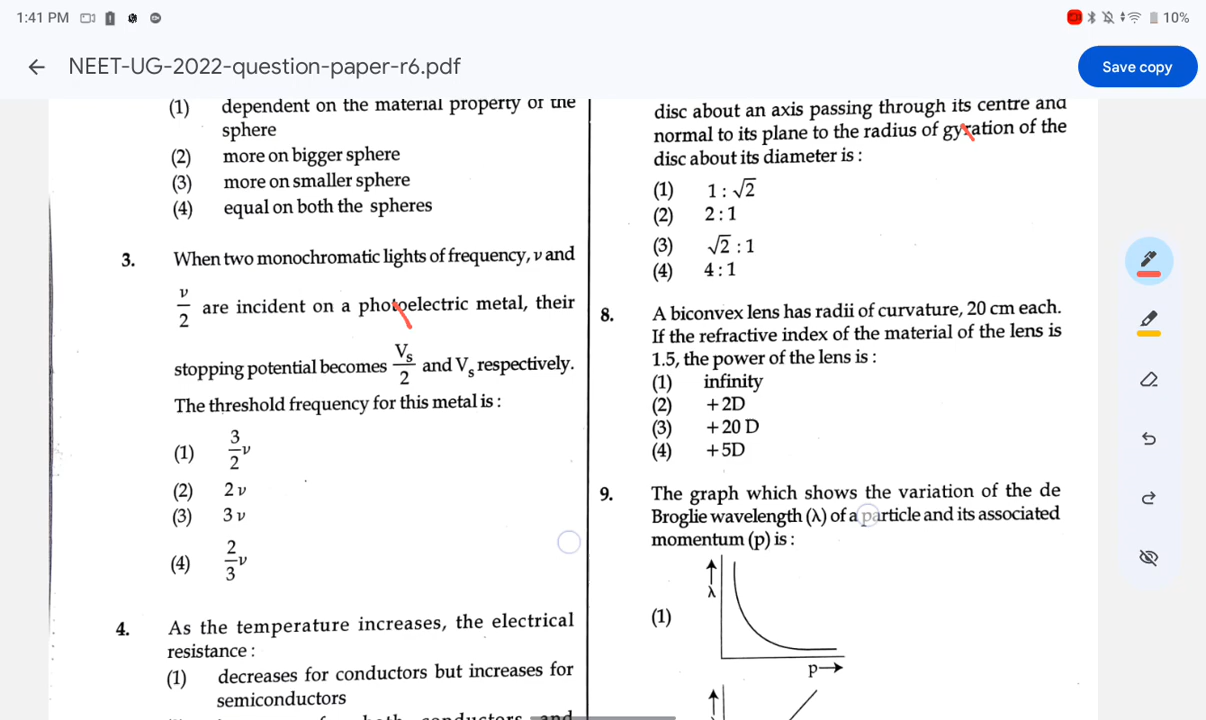 1:41 PM
10%
NEET-UG-2022-question-paper-r6.pdf
Save copy
(1) dependent on the material property of the
sphere
(2) more on bigger sphere
(3) more on smaller sphere
(4) equal on both the spheres
3. When two monochromatic lights of frequency, ν and
ν/2 are incident on a photoelectric metal, their
stopping potential becomes Vs/2 and Vs respectively.
The threshold frequency for this metal is :
(1) 3/2 ν
(2) 2 ν
(3) 3 ν
(4) 2/3 ν
4. As the temperature increases, the electrical
resistance :
(1) decreases for conductors but increases for
semiconductors
disc about an axis passing through its centre and
normal to its plane to the radius of gyration of the
disc about its diameter is :
(1) 1 : √2
(2) 2 : 1
(3) √2 : 1
(4) 4 : 1
8. A biconvex lens has radii of curvature, 20 cm each.
If the refractive index of the material of the lens is
1.5, the power of the lens is :
(1) infinity
(2) +2D
(3) +20 D
(4) +5D
9. The graph which shows the variation of the de
Broglie wavelength (λ) of a particle and its associated
momentum (p) is :
(1)
λ
p